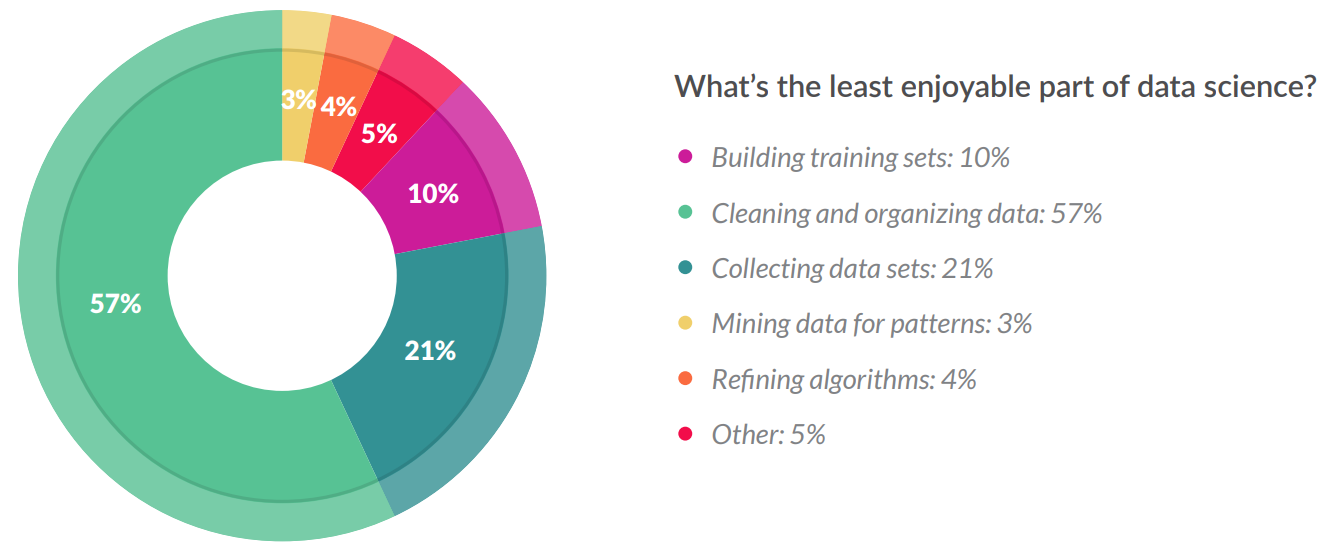 3%
4%
5%
10%
21%
57%
What's the least enjoyable part of data science?
Building training sets: 10%
Cleaning and organizing data: 57%
Collecting data sets: 21%
Mining data for patterns: 3%
Refining algorithms: 4%
Other: 5%